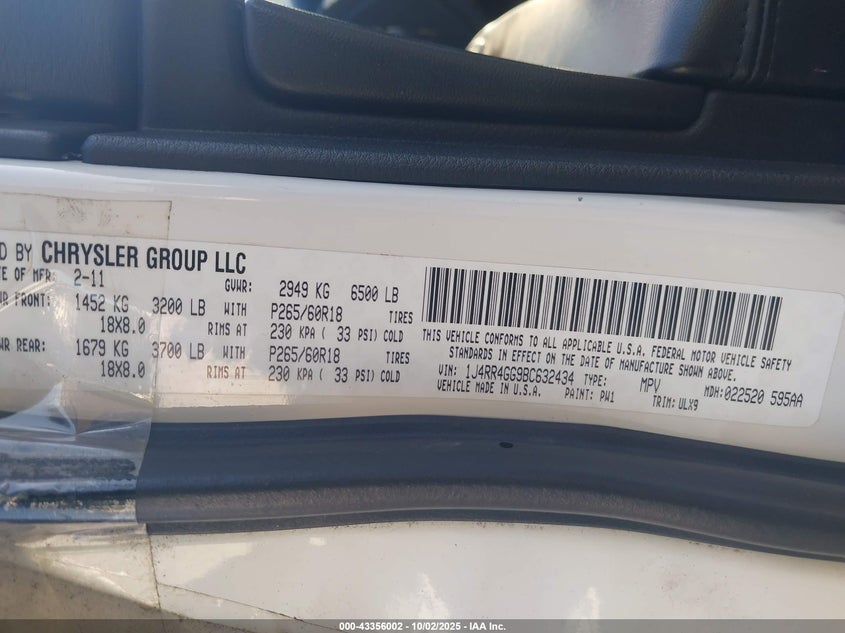 D BY CHRYSLER GROUP LLC
TE OF MFR: 2-11 GVWR: 2949 KG 6500 LB
WR FRONT: 1452 KG 3200 LB WITH P265/60R18 TIRES
18X8.0 RIMS AT 230 KPA ( 33 PSI) COLD
WR REAR: 1679 KG 3700 LB WITH P265/60R18 TIRES
18X8.0 RIMS AT 230 KPA ( 33 PSI) COLD
THIS VEHICLE CONFORMS TO ALL APPLICABLE U.S.A. FEDERAL MOTOR VEHICLE SAFETY
STANDARDS IN EFFECT ON THE DATE OF MANUFACTURE SHOWN ABOVE.
VIN: 1J4RR4GG9BC632434 TYPE: MPV MDH:022520 595AA
VEHICLE MADE IN U.S.A. PAINT: PW1 TRIM: ULX9
000-43356002 - 10/02/2025 - IAA Inc.